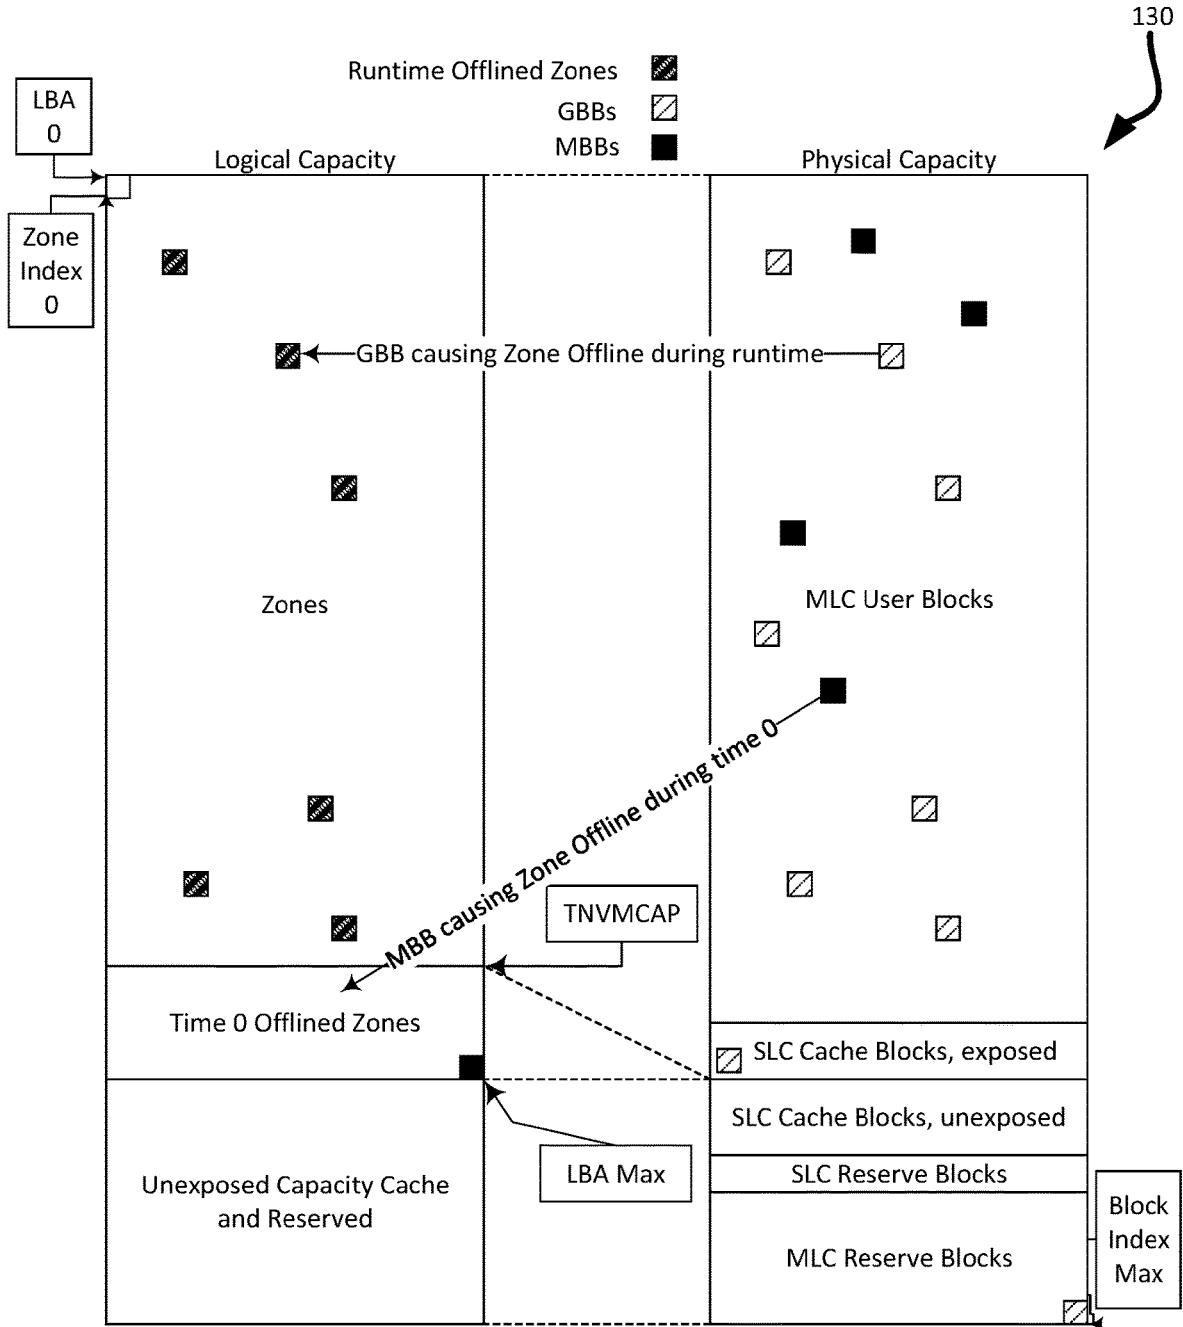 130
Runtime Offlined Zones
GBBs
MBBs
LBA
0
Logical Capacity
Physical Capacity
Zone
Index
0
GBB causing Zone Offline during runtime
Zones
MLC User Blocks
MBB causing Zone Offline during time 0
TNVMCAP
Time 0 Offlined Zones
SLC Cache Blocks, exposed
SLC Cache Blocks, unexposed
LBA Max
SLC Reserve Blocks
Unexposed Capacity Cache
and Reserved
MLC Reserve Blocks
Block
Index
Max